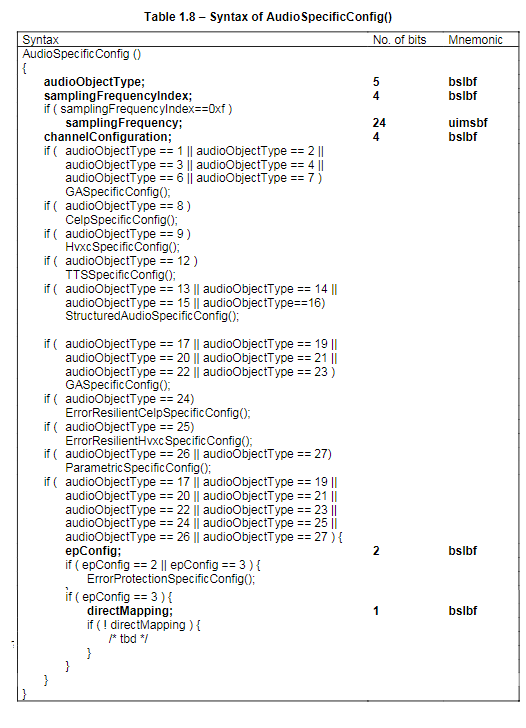 Table 1.8 – Syntax of AudioSpecificConfig()
Syntax No. of bits Mnemonic
AudioSpecificConfig ()
{
audioObjectType; 5 bslbf
samplingFrequencyIndex; 4 bslbf
if ( samplingFrequencyIndex==0xf )
samplingFrequency; 24 uimsbf
channelConfiguration; 4 bslbf
if ( audioObjectType == 1 || audioObjectType == 2 ||
audioObjectType == 3 || audioObjectType == 4 ||
audioObjectType == 6 || audioObjectType == 7 )
GASpecificConfig();
if ( audioObjectType == 8 )
CelpSpecificConfig();
if ( audioObjectType == 9 )
HvxcSpecificConfig();
if ( audioObjectType == 12 )
TTSSpecificConfig();
if ( audioObjectType == 13 || audioObjectType == 14 ||
audioObjectType == 15 || audioObjectType==16)
StructuredAudioSpecificConfig();
if ( audioObjectType == 17 || audioObjectType == 19 ||
audioObjectType == 20 || audioObjectType == 21 ||
audioObjectType == 22 || audioObjectType == 23 )
GASpecificConfig();
if ( audioObjectType == 24)
ErrorResilientCelpSpecificConfig();
if ( audioObjectType == 25)
ErrorResilientHvxcSpecificConfig();
if ( audioObjectType == 26 || audioObjectType == 27)
ParametricSpecificConfig();
if ( audioObjectType == 17 || audioObjectType == 19 ||
audioObjectType == 20 || audioObjectType == 21 ||
audioObjectType == 22 || audioObjectType == 23 ||
audioObjectType == 24 || audioObjectType == 25 ||
audioObjectType == 26 || audioObjectType == 27 ) {
epConfig; 2 bslbf
if ( epConfig == 2 || epConfig == 3 ) {
ErrorProtectionSpecificConfig();
}
if ( epConfig == 3 ) {
directMapping; 1 bslbf
if ( ! directMapping ) {
/* tbd */
}
}
}
}